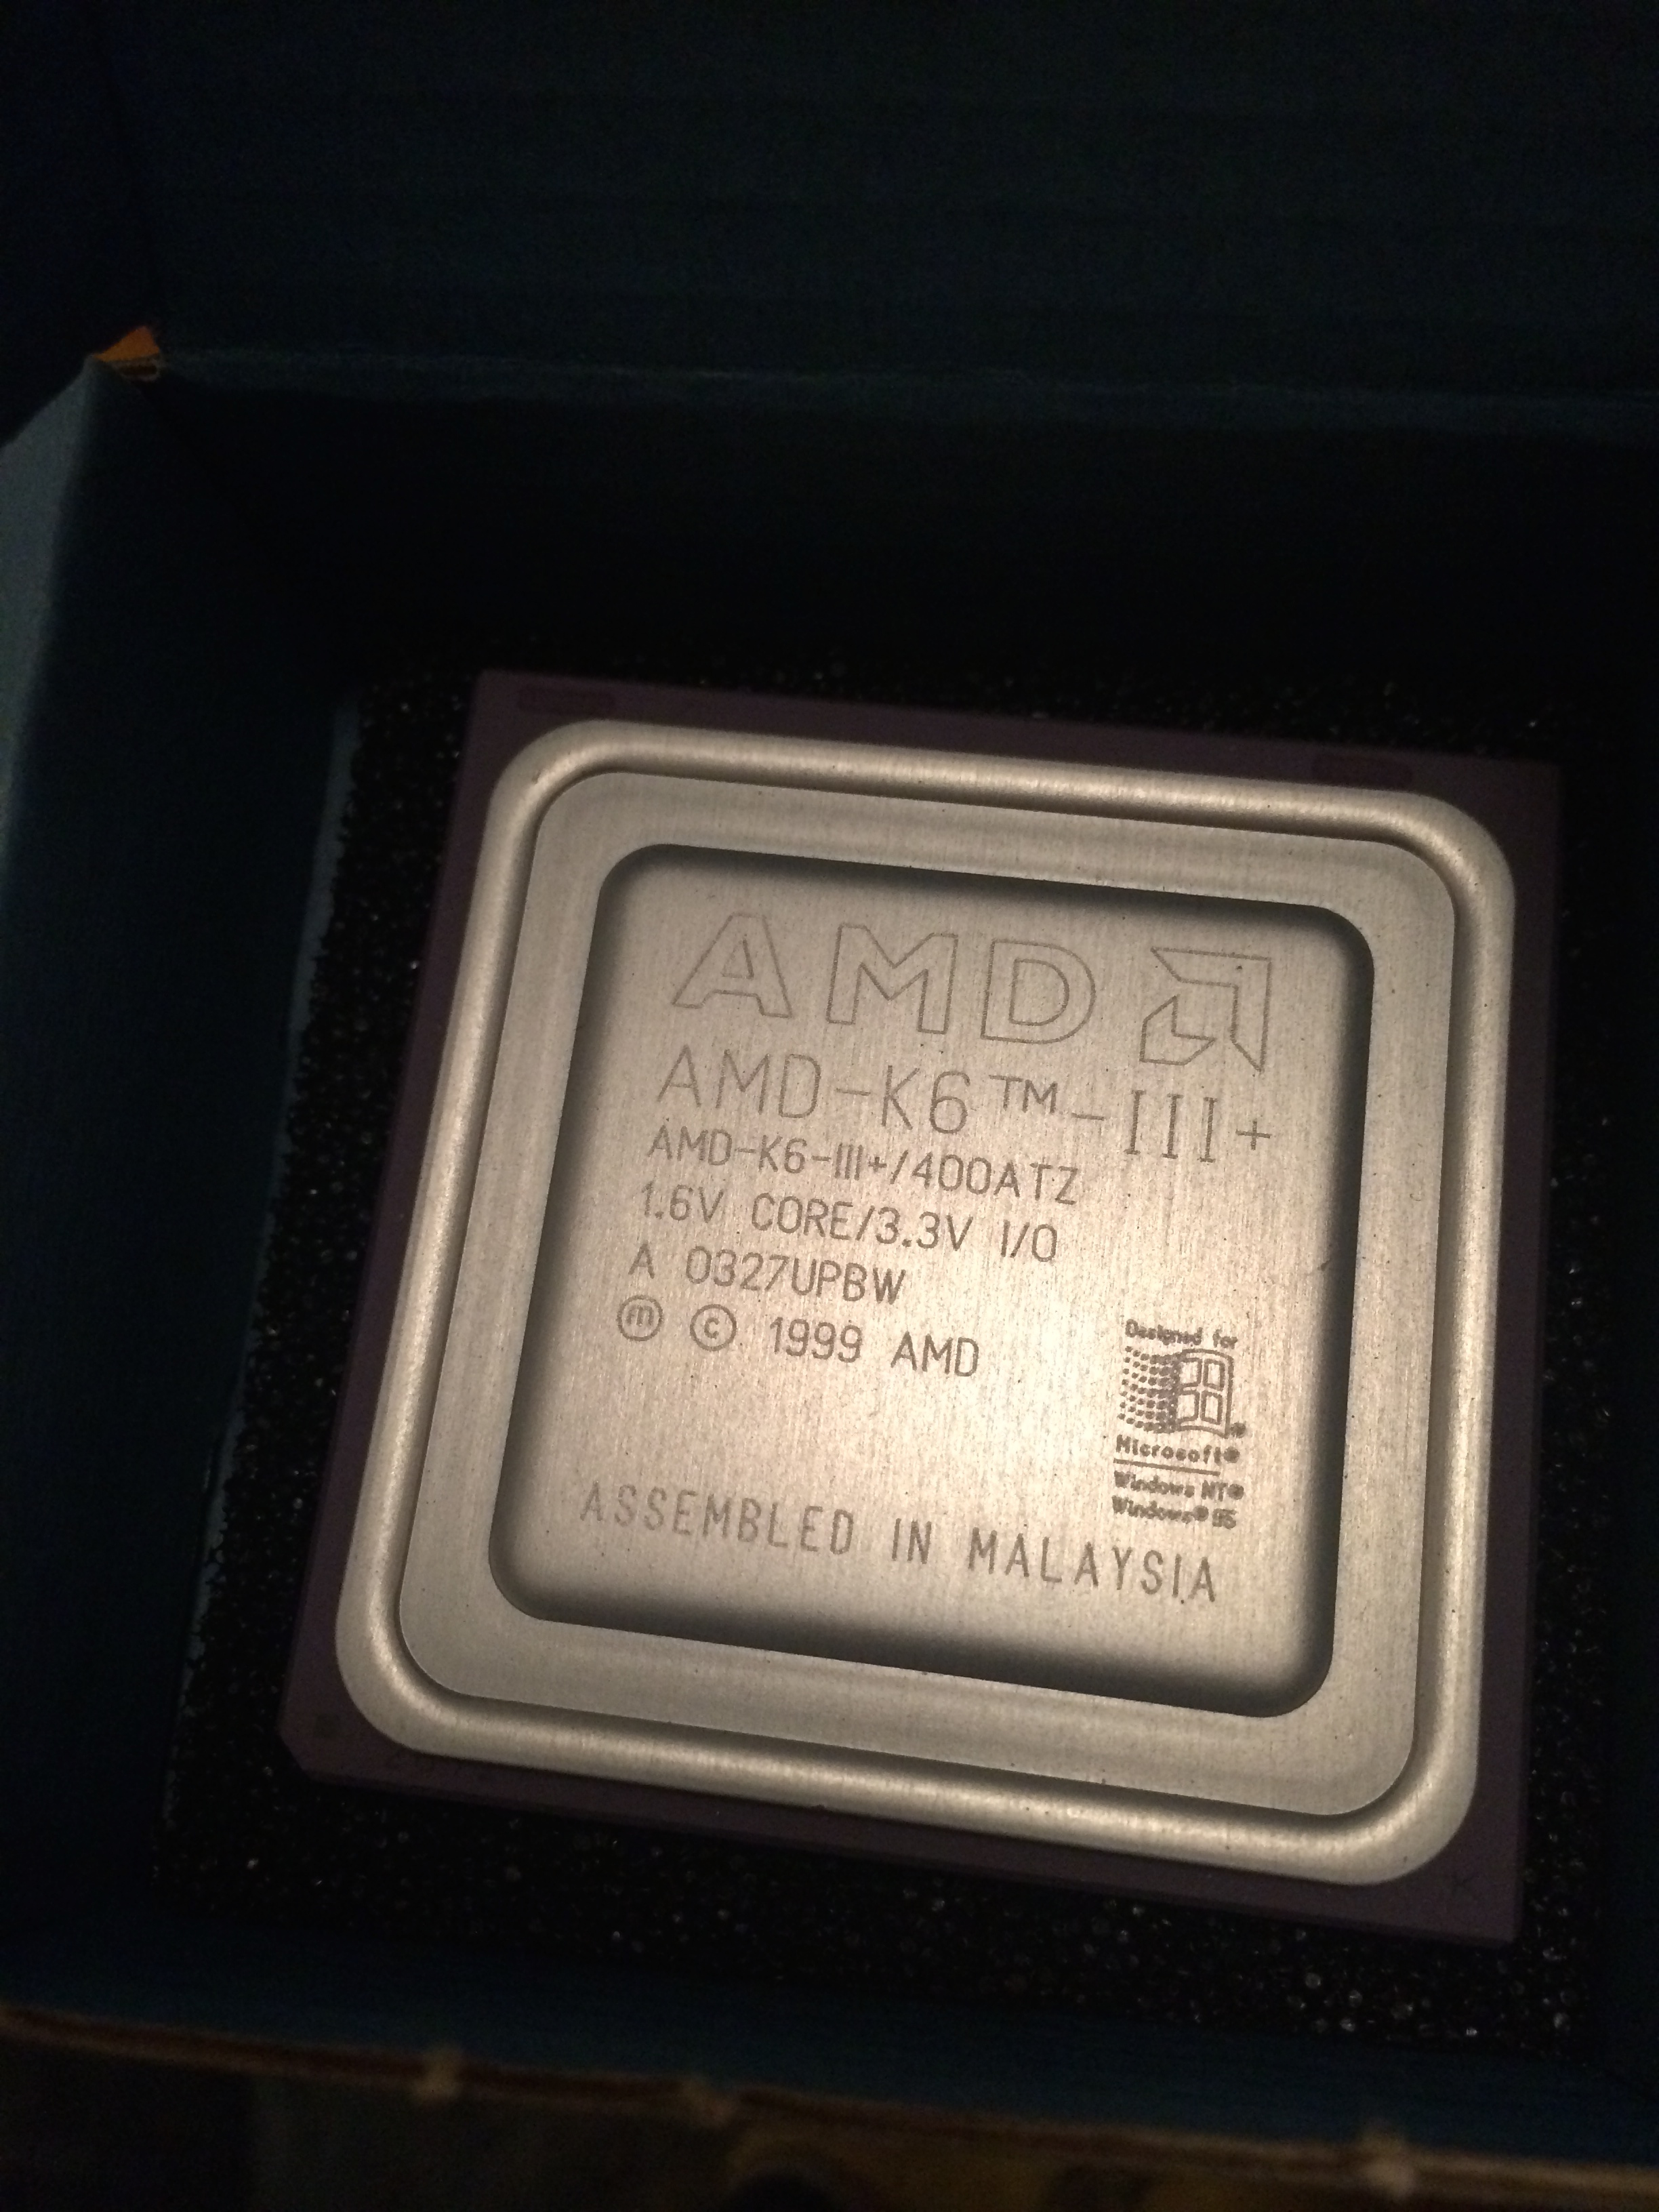 AMD
AMD-K6™-III+
AMD-K6-III+/400ATZ
1.6V CORE/3.3V I/O
A 0327UPBW
ⓜ © 1999 AMD
Designed for
Microsoft®
Windows NT®
Windows® 95
ASSEMBLED IN MALAYSIA